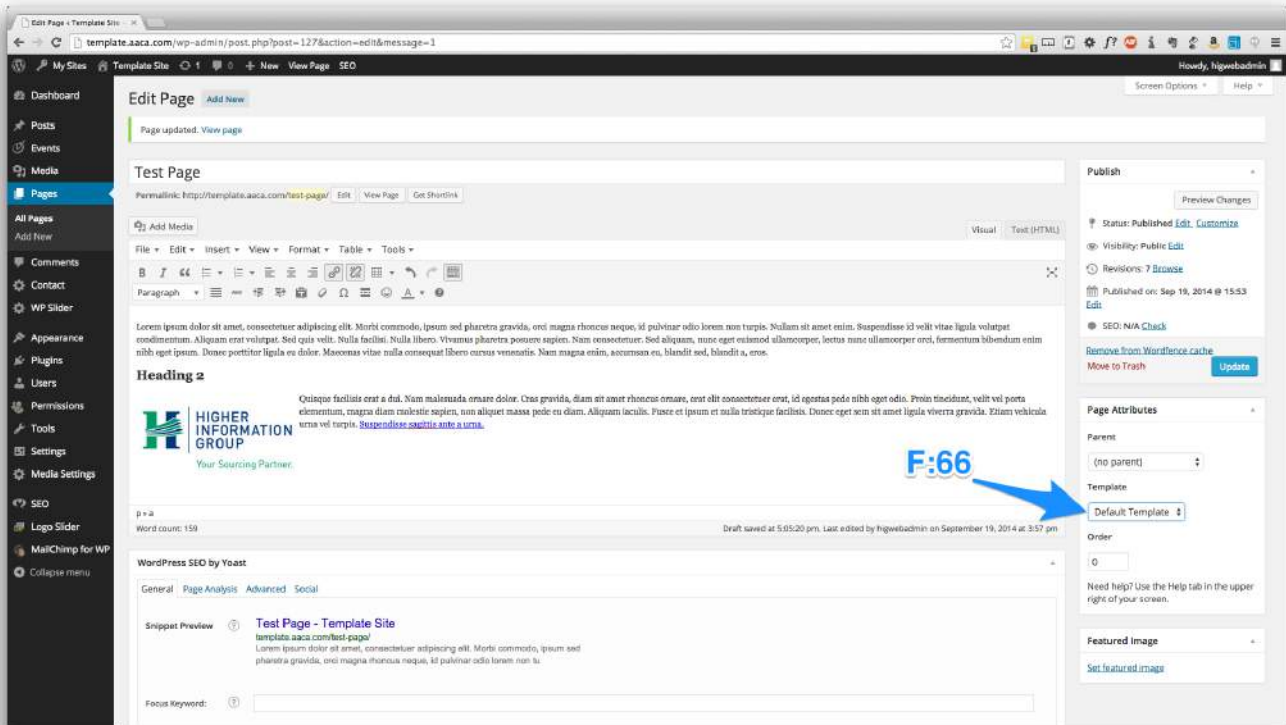 Edit Page ‹ Template Site –
template.aaca.com/wp-admin/post.php?post=127&action=edit&message=1
My Sites Template Site 1 0 + New View Page SEO
Howdy, higwebadmin
Screen Options Help
Dashboard
Posts
Events
Media
Pages
All Pages
Add New
Comments
Contact
WP Slider
Appearance
Plugins
Users
Permissions
Tools
Settings
Media Settings
SEO
Logo Slider
MailChimp for WP
Collapse menu
Edit Page Add New
Page updated. View page
Test Page
Permalink: http://template.aaca.com/test-page/ Edit View Page Get Shortlink
Add Media
Visual Text (HTML)
File Edit Insert View Format Table Tools
B I
Paragraph
Lorem ipsum dolor sit amet, consectetuer adipiscing elit. Morbi commodo, ipsum sed pharetra gravida, orci magna rhoncus neque, id pulvinar odio lorem non turpis. Nullam sit amet enim. Suspendisse id velit vitae ligula volutpat
condimentum. Aliquam erat volutpat. Sed quis velit. Nulla facilisi. Nulla libero. Vivamus pharetra posuere sapien. Nam consectetuer. Sed aliquam, nunc eget euismod ullamcorper, lectus nunc ullamcorper orci, fermentum bibendum enim
nibh eget ipsum. Donec porttitor ligula eu dolor. Maecenas vitae nulla consequat libero cursus venenatis. Nam magna enim, accumsan eu, blandit sed, blandit a, eros.
Heading 2
Quisque facilisis erat a dui. Nam malesuada ornare dolor. Cras gravida, diam sit amet rhoncus ornare, erat elit consectetuer erat, id egestas pede nibh eget odio. Proin tincidunt, velit vel porta
elementum, magna diam molestie sapien, non aliquet massa pede eu diam. Aliquam iaculis. Fusce et ipsum et nulla tristique facilisis. Donec eget sem sit amet ligula viverra gravida. Etiam vehicula
urna vel turpis. Suspendisse sagittis ante a urna.
HIGHER
INFORMATION
GROUP
Your Sourcing Partner.
p » a
Word count: 159
Draft saved at 5:05:20 pm. Last edited by higwebadmin on September 19, 2014 at 3:57 pm
WordPress SEO by Yoast
General Page Analysis Advanced Social
Snippet Preview
Test Page - Template Site
template.aaca.com/test-page/
Lorem ipsum dolor sit amet, consectetuer adipiscing elit. Morbi commodo, ipsum sed
pharetra gravida, orci magna rhoncus neque, id pulvinar odio lorem non tu
Focus Keyword:
Publish
Preview Changes
Status: Published Edit Customize
Visibility: Public Edit
Revisions: 7 Browse
Published on: Sep 19, 2014 @ 15:53
Edit
SEO: N/A Check
Remove from Wordfence cache
Move to Trash
Update
Page Attributes
Parent
(no parent)
F:66
Template
Default Template
Order
0
Need help? Use the Help tab in the upper
right of your screen.
Featured Image
Set featured image